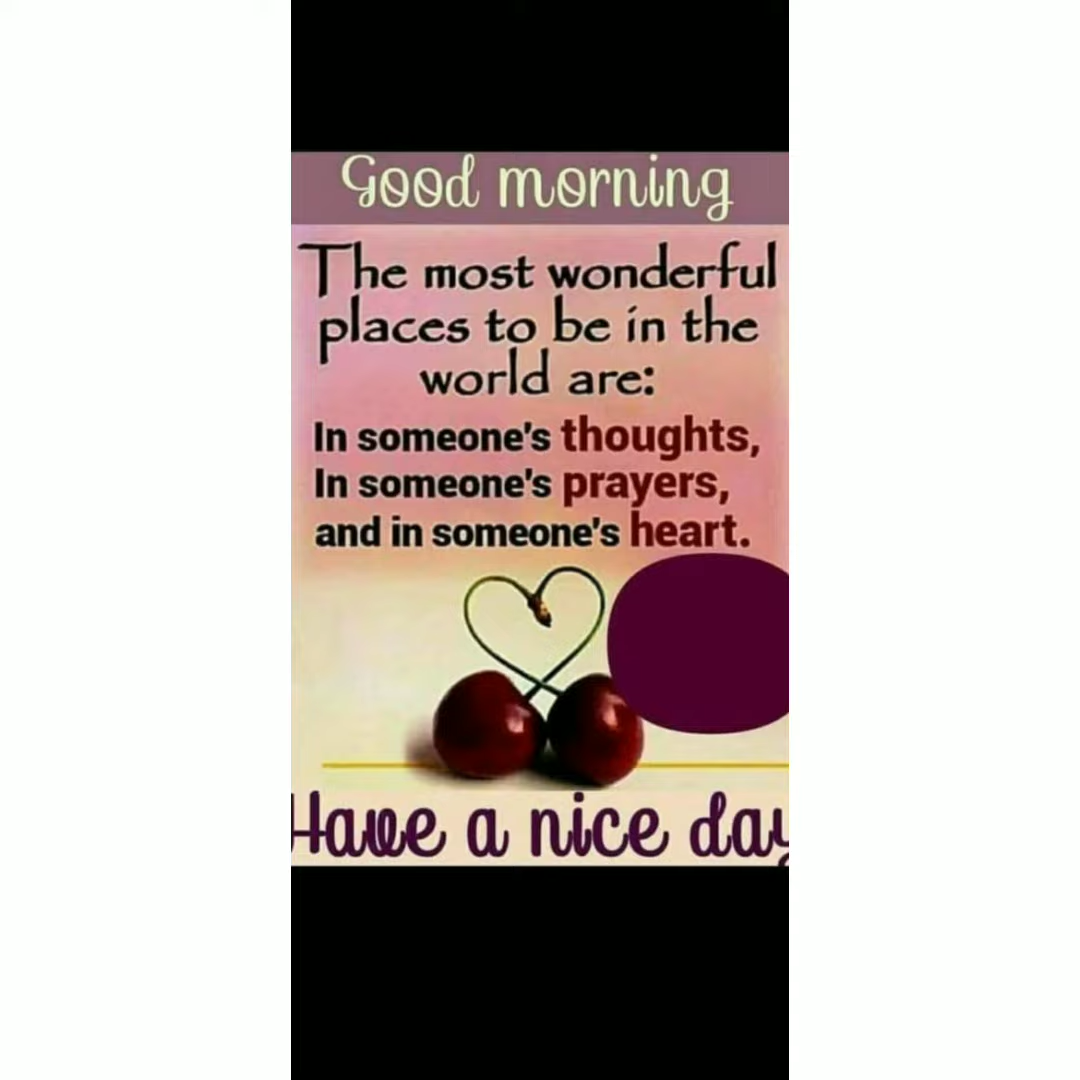 Good morning
The most wonderful
places to be in the
world are:
In someone's thoughts,
In someone's prayers,
and in someone's heart.
Have a nice day